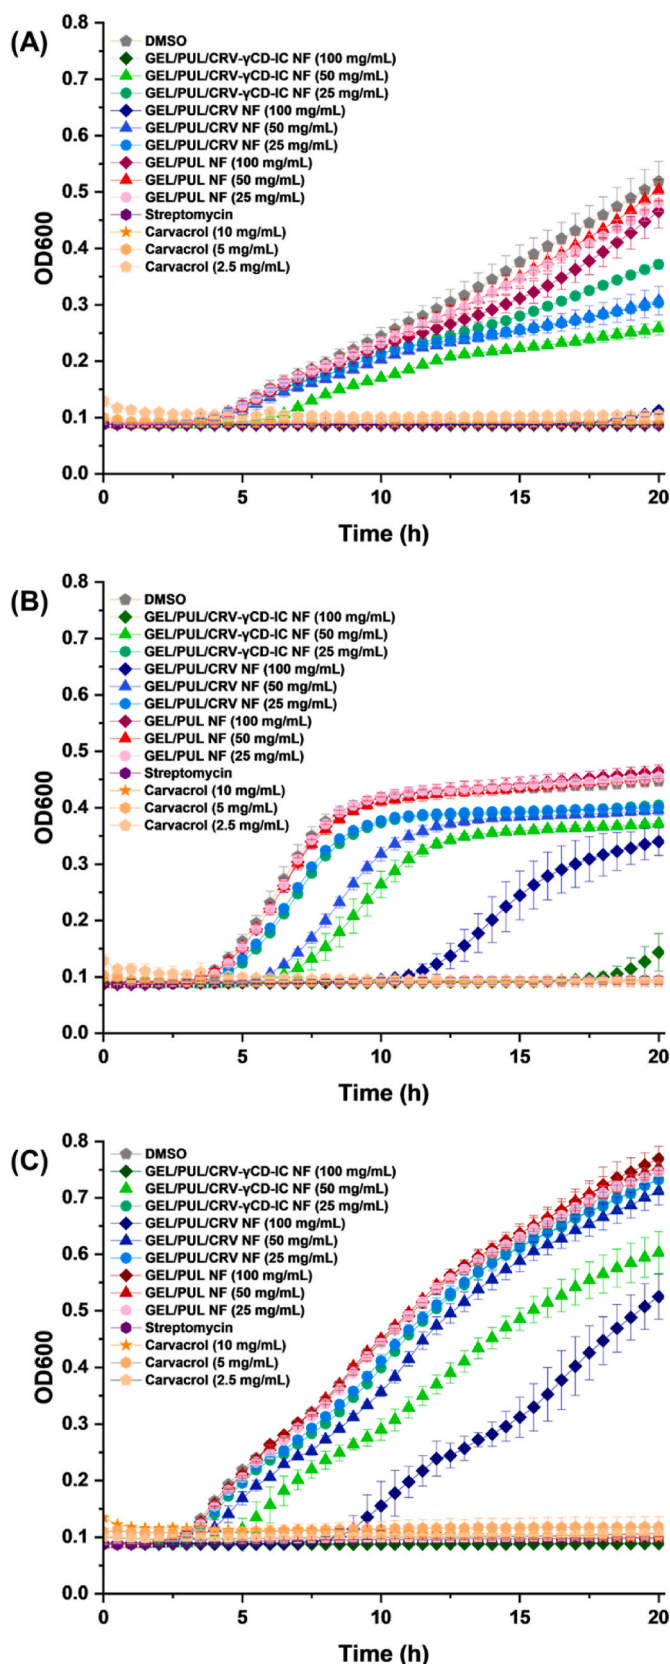 (A)
0.8
0.7
0.6
0.5
0.4
0.3
0.2
0.1
0.0
OD600
DMSO
GEL/PUL/CRV-γCD-IC NF (100 mg/mL)
GEL/PUL/CRV-γCD-IC NF (50 mg/mL)
GEL/PUL/CRV-γCD-IC NF (25 mg/mL)
GEL/PUL/CRV NF (100 mg/mL)
GEL/PUL/CRV NF (50 mg/mL)
GEL/PUL/CRV NF (25 mg/mL)
GEL/PUL NF (100 mg/mL)
GEL/PUL NF (50 mg/mL)
GEL/PUL NF (25 mg/mL)
Streptomycin
Carvacrol (10 mg/mL)
Carvacrol (5 mg/mL)
Carvacrol (2.5 mg/mL)
0 5 10 15 20
Time (h)
(B)
0.8
0.7
0.6
0.5
0.4
0.3
0.2
0.1
0.0
OD600
DMSO
GEL/PUL/CRV-γCD-IC NF (100 mg/mL)
GEL/PUL/CRV-γCD-IC NF (50 mg/mL)
GEL/PUL/CRV-γCD-IC NF (25 mg/mL)
GEL/PUL/CRV NF (100 mg/mL)
GEL/PUL/CRV NF (50 mg/mL)
GEL/PUL/CRV NF (25 mg/mL)
GEL/PUL NF (100 mg/mL)
GEL/PUL NF (50 mg/mL)
GEL/PUL NF (25 mg/mL)
Streptomycin
Carvacrol (10 mg/mL)
Carvacrol (5 mg/mL)
Carvacrol (2.5 mg/mL)
0 5 10 15 20
Time (h)
(C)
0.8
0.7
0.6
0.5
0.4
0.3
0.2
0.1
0.0
OD600
DMSO
GEL/PUL/CRV-γCD-IC NF (100 mg/mL)
GEL/PUL/CRV-γCD-IC NF (50 mg/mL)
GEL/PUL/CRV-γCD-IC NF (25 mg/mL)
GEL/PUL/CRV NF (100 mg/mL)
GEL/PUL/CRV NF (50 mg/mL)
GEL/PUL/CRV NF (25 mg/mL)
GEL/PUL NF (100 mg/mL)
GEL/PUL NF (50 mg/mL)
GEL/PUL NF (25 mg/mL)
Streptomycin
Carvacrol (10 mg/mL)
Carvacrol (5 mg/mL)
Carvacrol (2.5 mg/mL)
0 5 10 15 20
Time (h)